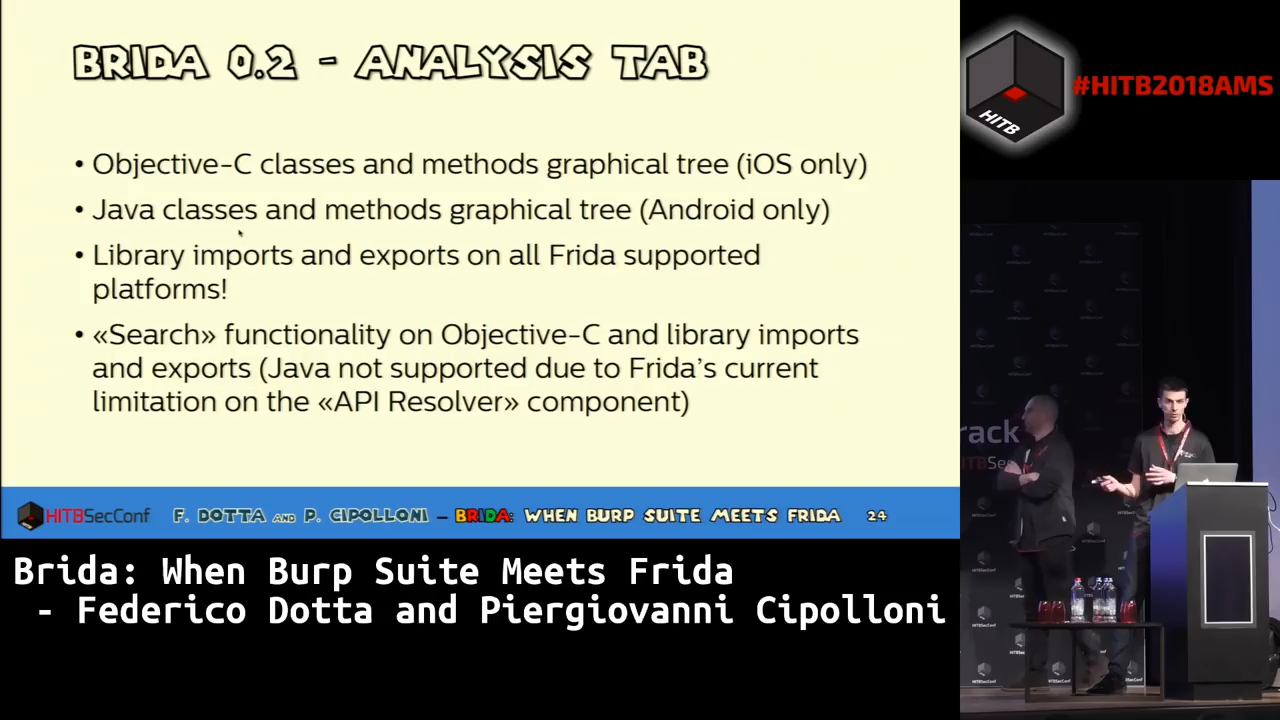 BRIDA 0.2 - ANALYSIS TAB
• Objective-C classes and methods graphical tree (iOS only)
• Java classes and methods graphical tree (Android only)
• Library imports and exports on all Frida supported
platforms!
• «Search» functionality on Objective-C and library imports
and exports (Java not supported due to Frida's current
limitation on the «API Resolver» component)
HITBSecConf F. DOTTA AND P. CIPOLLONI – BRIDA: WHEN BURP SUITE MEETS FRIDA 24
Brida: When Burp Suite Meets Frida
- Federico Dotta and Piergiovanni Cipolloni
HITB
#HITB2018AMS
rack